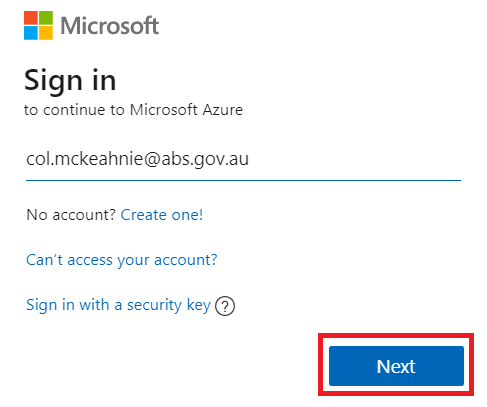 Microsoft
Sign in
to continue to Microsoft Azure
col.mckeahnie@abs.gov.au
No account? Create one!
Can't access your account?
Sign in with a security key ?
Next